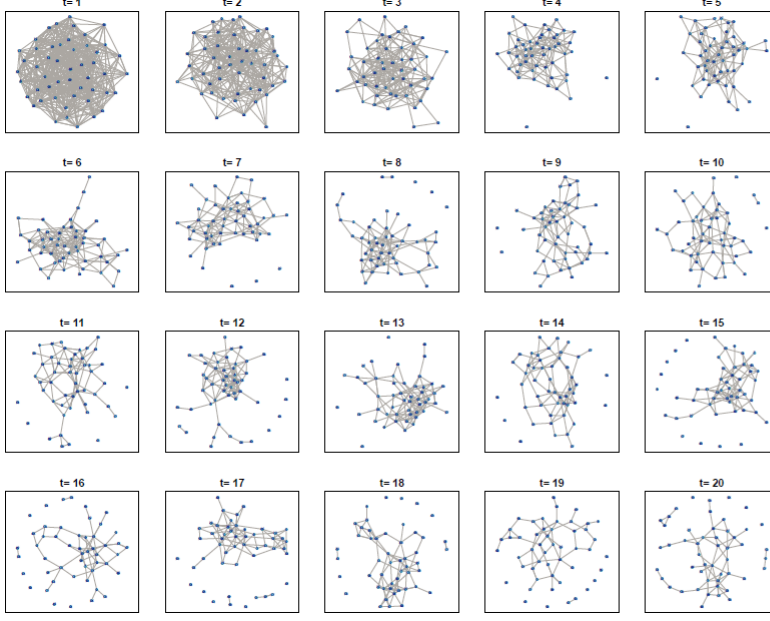 t= 1
t= 2
t= 3
t= 4
t= 5
t= 6
t= 7
t= 8
t= 9
t= 10
t= 11
t= 12
t= 13
t= 14
t= 15
t= 16
t= 17
t= 18
t= 19
t= 20